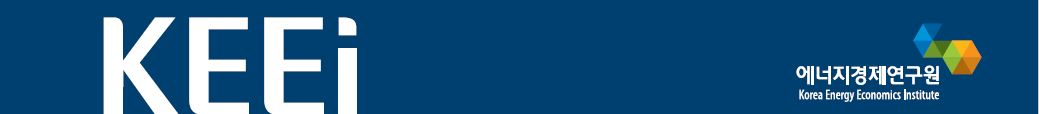 KEEi
에너지경제연구원
Korea Energy Economics Institute